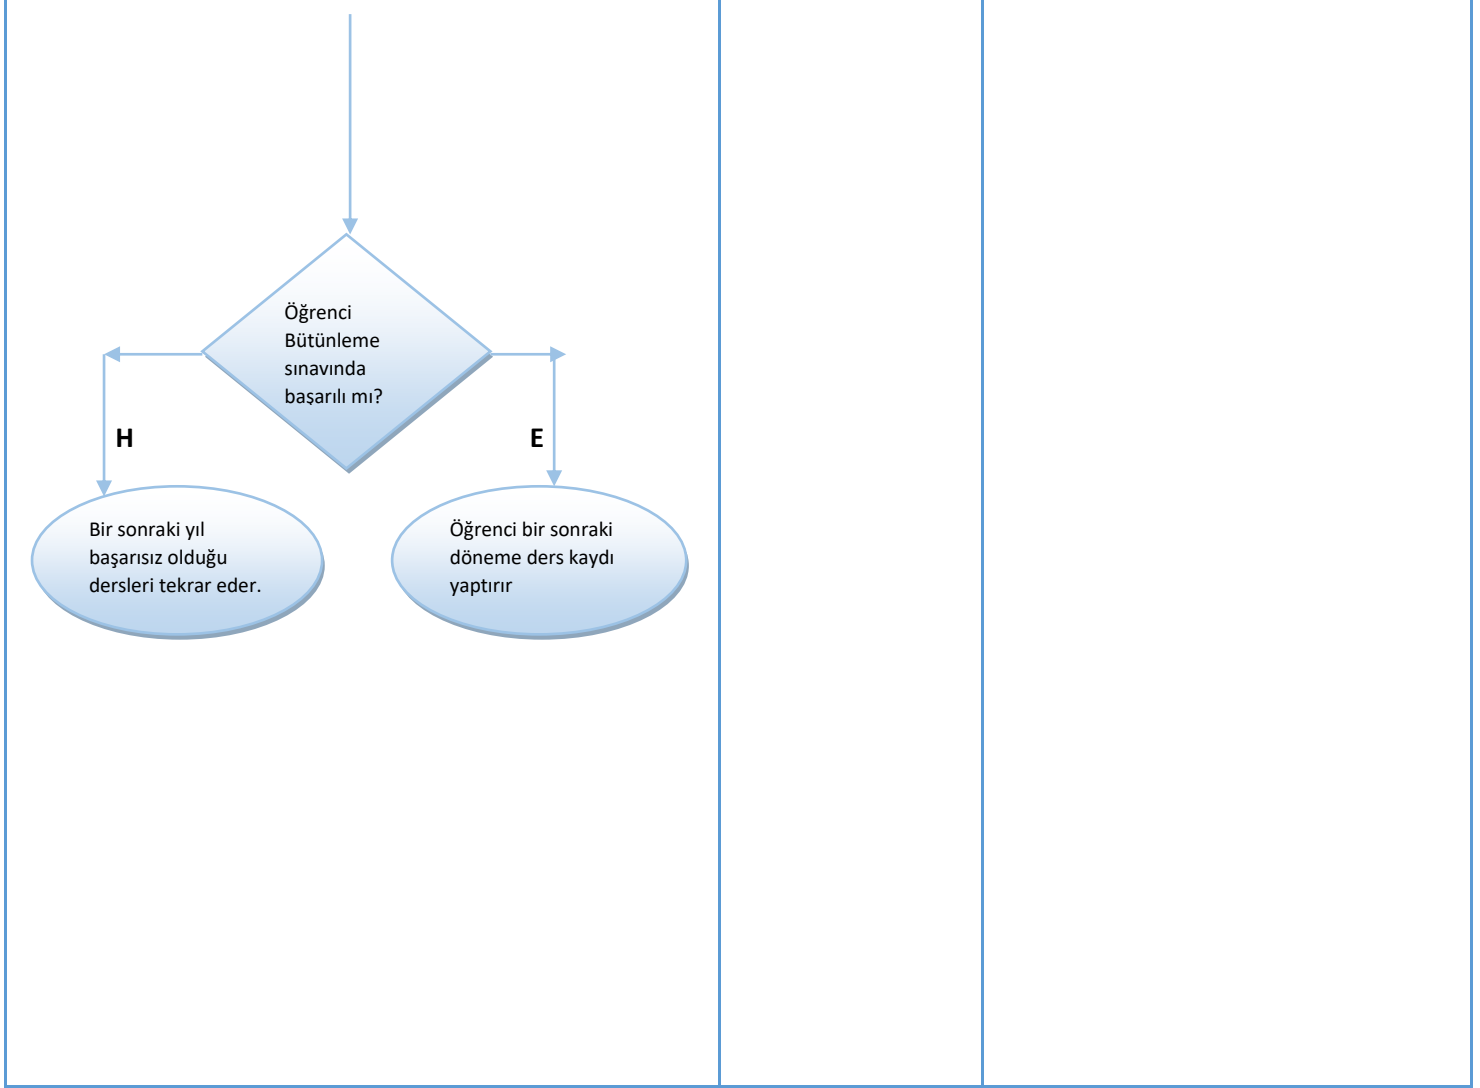 Öğrenci
Bütünleme
sınavında
başarılı mı?
H
E
Bir sonraki yıl
başarısız olduğu
dersleri tekrar eder.
Öğrenci bir sonraki
döneme ders kaydı
yaptırır